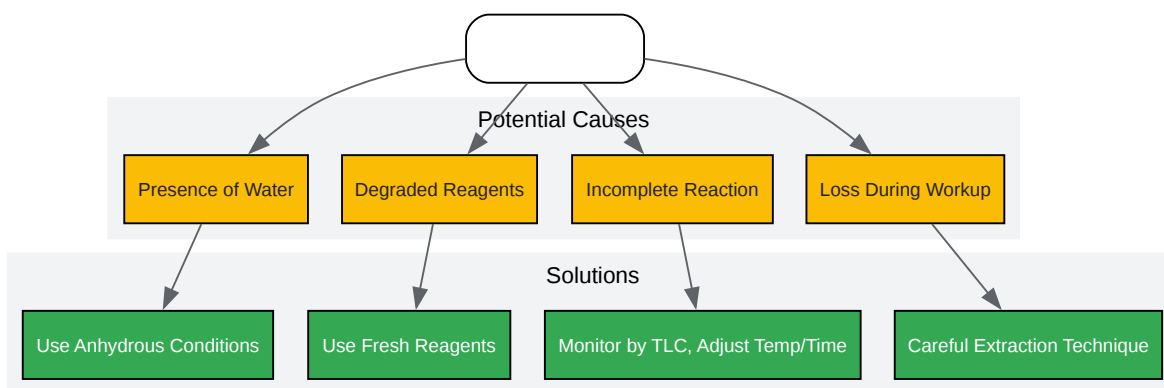 Potential Causes
Presence of Water
Degraded Reagents
Incomplete Reaction
Loss During Workup
Solutions
Use Anhydrous Conditions
Use Fresh Reagents
Monitor by TLC, Adjust Temp/Time
Careful Extraction Technique